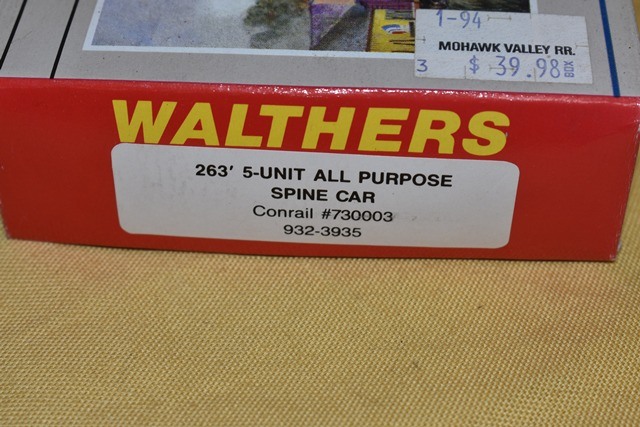 1-94
MOHAWK VALLEY RR.
3 $ 39.98 BOX
WALTHERS
263' 5-UNIT ALL PURPOSE
SPINE CAR
Conrail #730003
932-3935